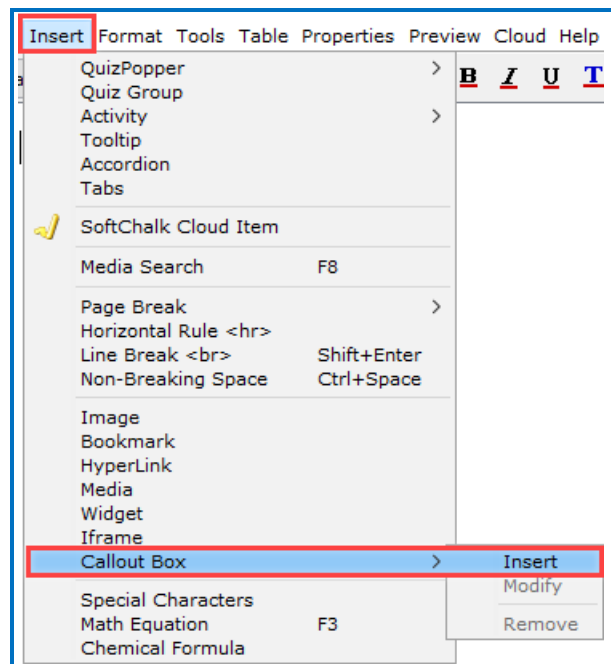 Insert Format Tools Table Properties Preview Cloud Help
QuizPopper >
B I U T
Quiz Group
Activity >
Tooltip
Accordion
Tabs
SoftChalk Cloud Item
Media Search F8
Page Break >
Horizontal Rule <hr>
Line Break <br> Shift+Enter
Non-Breaking Space Ctrl+Space
Image
Bookmark
HyperLink
Media
Widget
Iframe
Callout Box > Insert
Modify
Special Characters
Math Equation F3 Remove
Chemical Formula